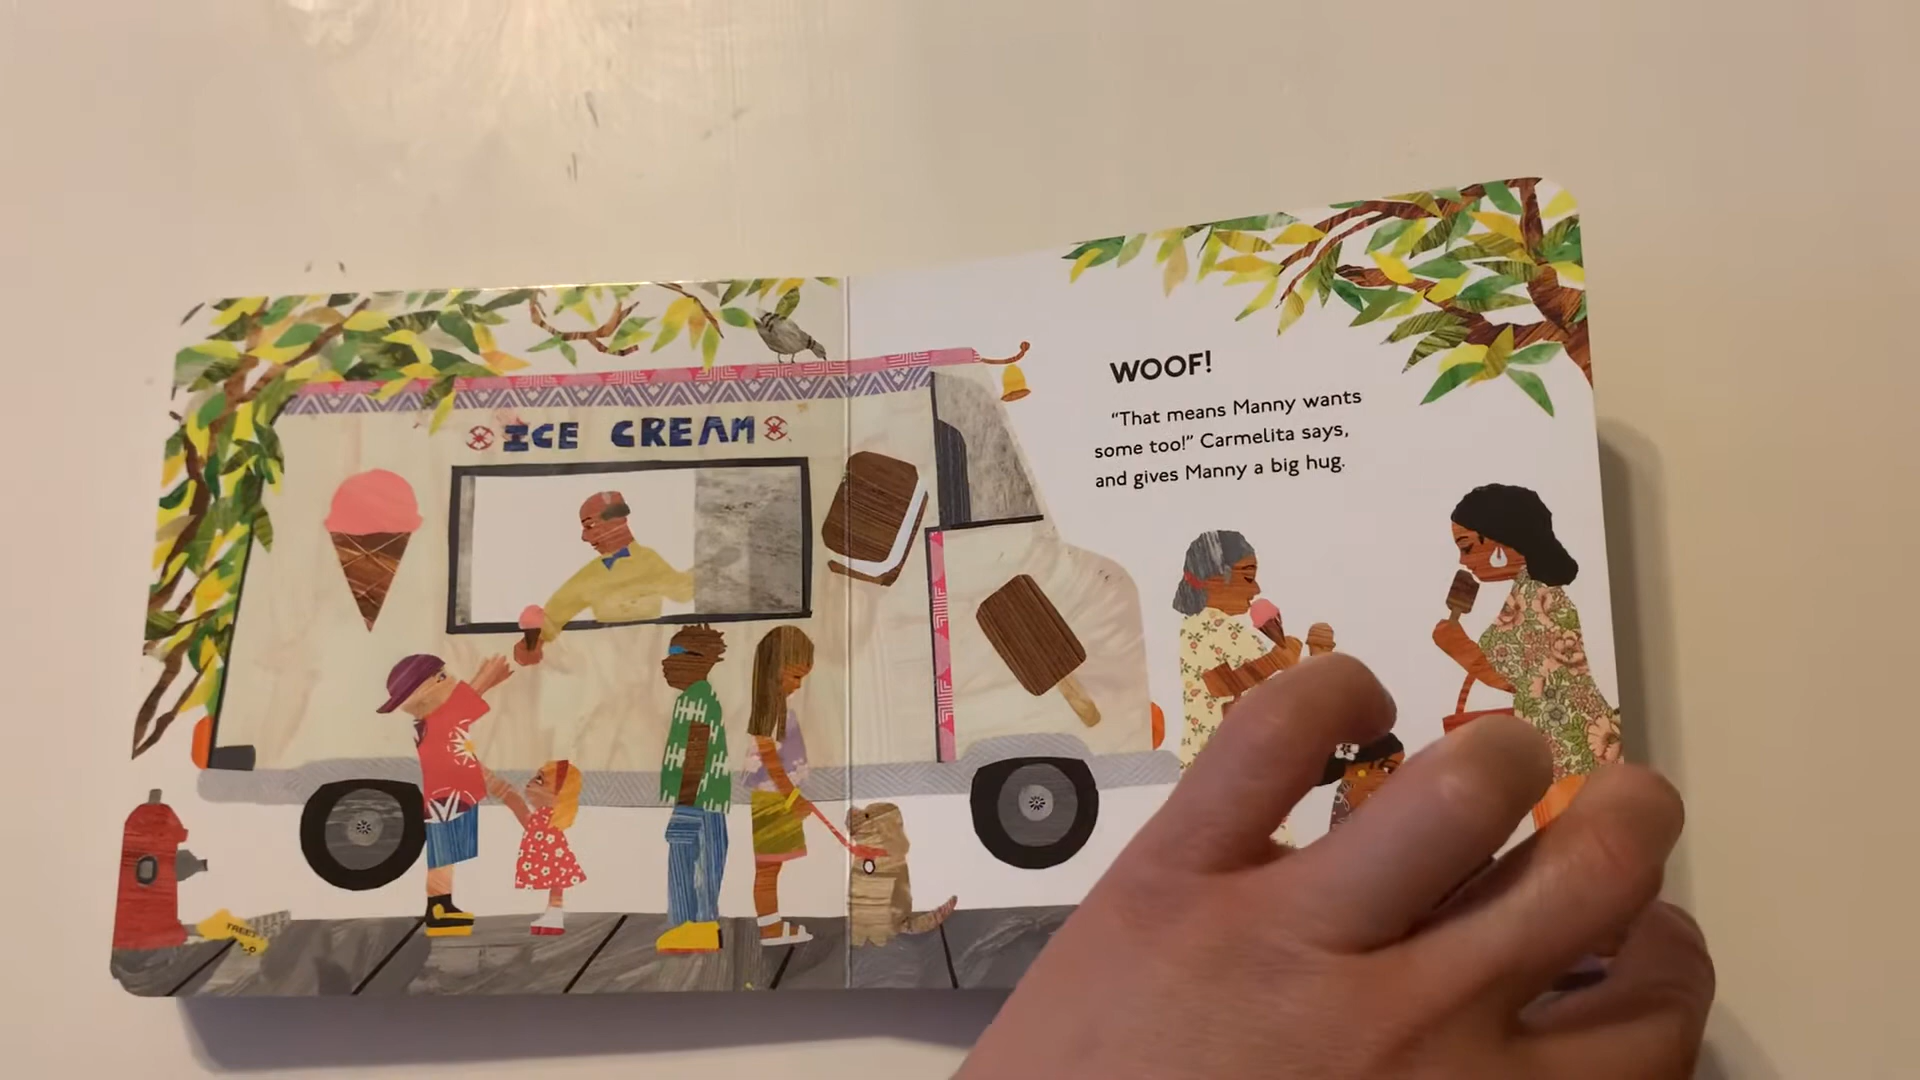 ICE CREAM
WOOF!
“That means Manny wants
some too!” Carmelita says,
and gives Manny a big hug.